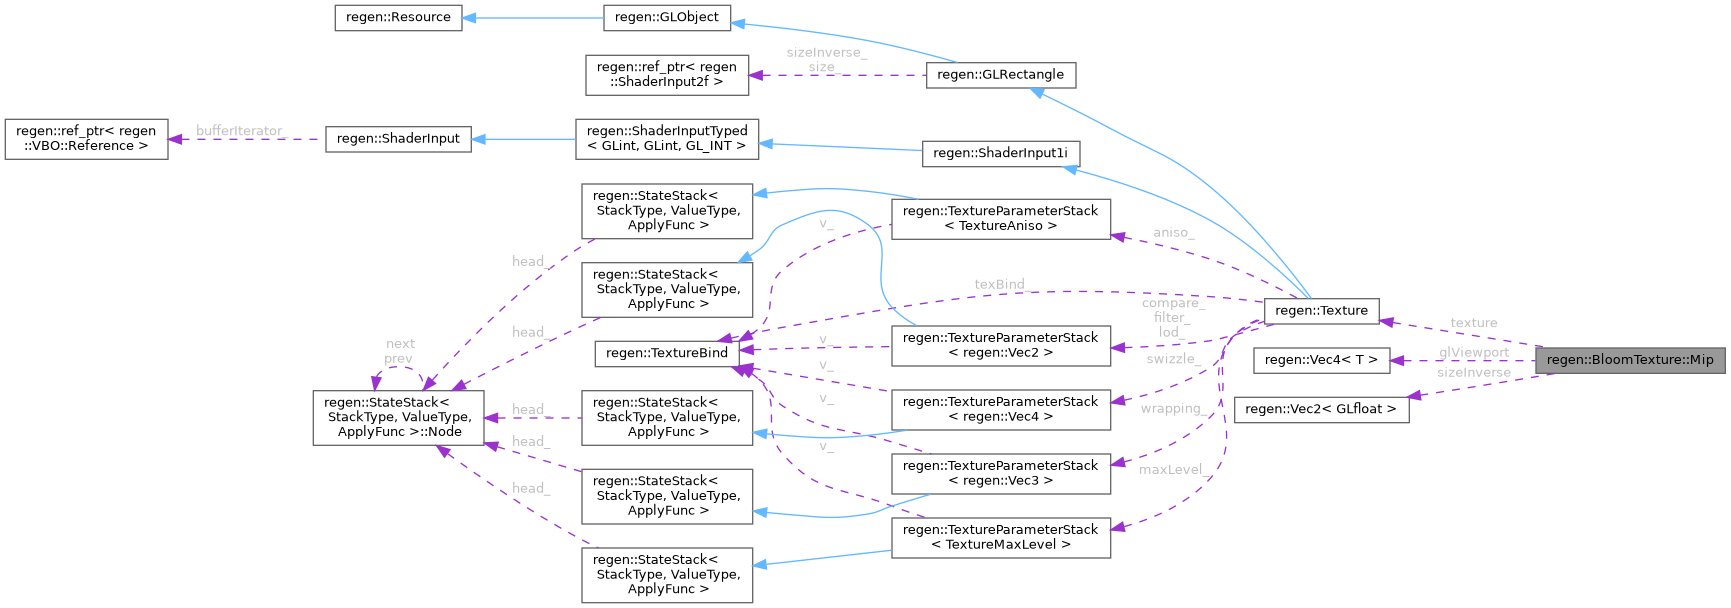 regen::Resource
regen::GLObject
sizeInverse_
size_
regen::ref_ptr< regen
::ShaderInput2f >
regen::GLRectangle
regen::ref_ptr< regen
::VBO::Reference >
bufferIterator_
regen::ShaderInput
regen::ShaderInputTyped
< GLint, GLint, GL_INT >
regen::ShaderInput1i
regen::StateStack<
StackType, ValueType,
ApplyFunc >
regen::TextureParameterStack
< TextureAniso >
v_
aniso_
head_
regen::StateStack<
StackType, ValueType,
ApplyFunc >
texBind_
compare_
filter_
lod_
regen::Texture
texture
head_
regen::TextureBind
v_
regen::TextureParameterStack
< regen::Vec2 >
next
prev
v_
swizzle_
regen::Vec4< T >
glViewport
sizeInverse
regen::BloomTexture::Mip
regen::StateStack<
StackType, ValueType,
ApplyFunc >::Node
head_
regen::StateStack<
StackType, ValueType,
ApplyFunc >
v_
regen::TextureParameterStack
< regen::Vec4 >
wrapping_
regen::Vec2< GLfloat >
head_
v_
regen::TextureParameterStack
< regen::Vec3 >
maxLevel_
head_
regen::StateStack<
StackType, ValueType,
ApplyFunc >
regen::TextureParameterStack
< TextureMaxLevel >
regen::StateStack<
StackType, ValueType,
ApplyFunc >